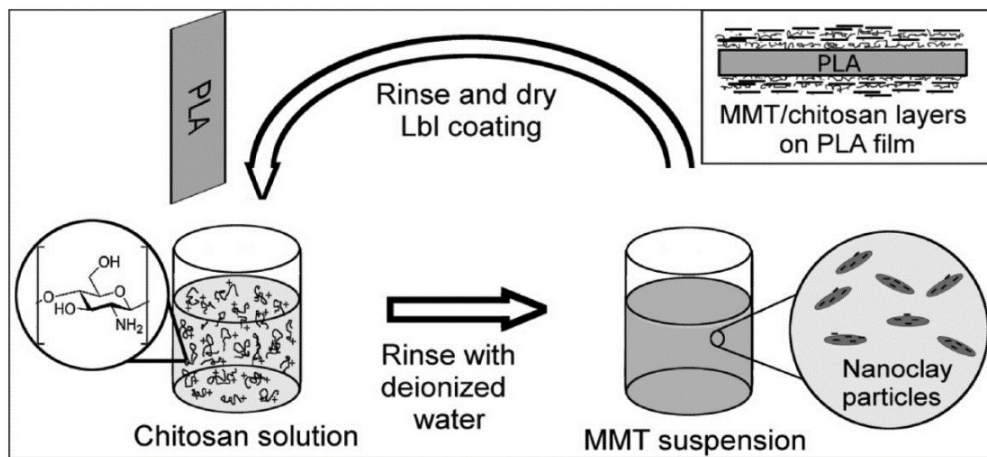 PLA
Rinse and dry
Lbl coating
PLA
MMT/chitosan layers
on PLA film
OH
O
O
HO
NH₂
Rinse with
deionized
water
Nanoclay
particles
Chitosan solution
MMT suspension